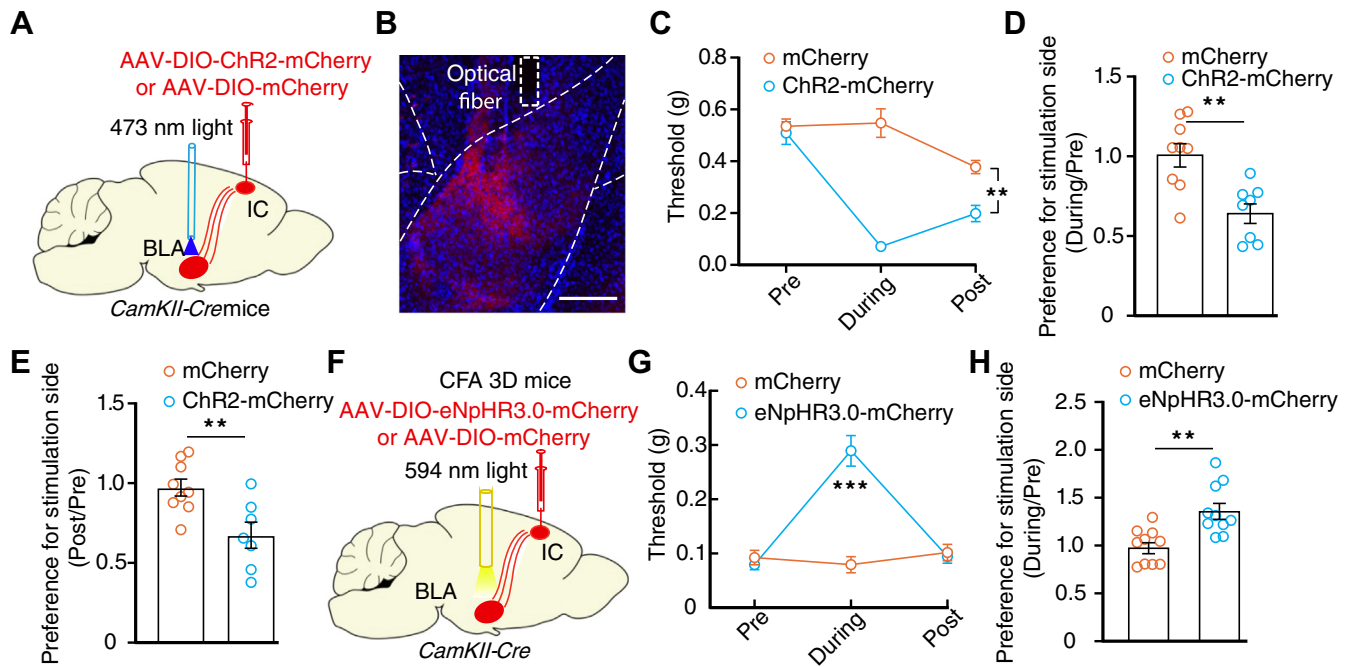 A
AAV-DIO-ChR2-mCherry
or AAV-DIO-mCherry
473 nm light
IC
BLA
CamKII-Cremice
B
Optical
fiber
C
mCherry
ChR2-mCherry
Threshold (g)
0.8
0.6
0.4
0.2
0.0
**
Pre
During
Post
D
mCherry
ChR2-mCherry
Preference for stimulation side
(During/Pre)
1.5
1.0
0.5
0
**
E
mCherry
ChR2-mCherry
Preference for stimulation side
(Post/Pre)
1.5
1.0
0.5
0
**
F
CFA 3D mice
AAV-DIO-eNpHR3.0-mCherry
or AAV-DIO-mCherry
594 nm light
IC
BLA
CamKII-Cre
G
mCherry
eNpHR3.0-mCherry
Threshold (g)
0.4
0.3
0.2
0.1
0
***
Pre
During
Post
H
mCherry
eNpHR3.0-mCherry
Preference for stimulation side
(During/Pre)
2.5
2.0
1.5
1.0
0.5
0
**